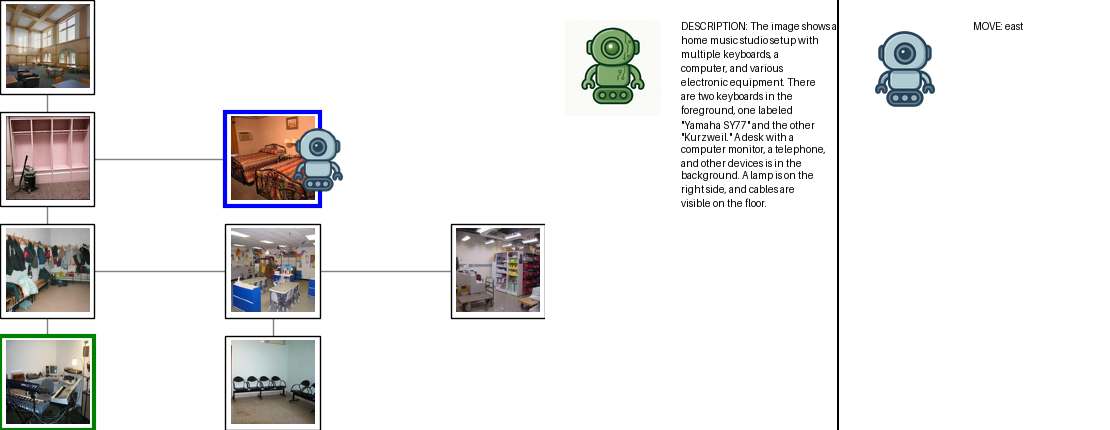 DESCRIPTION: The image shows a
home music studio setup with
multiple keyboards, a
computer, and various
electronic equipment. There
are two keyboards in the
foreground, one labeled
"Yamaha SY77" and the other
"Kurzweil." A desk with a
computer monitor, a telephone,
and other devices is in the
background. A lamp is on the
right side, and cables are
visible on the floor.
MOVE: east